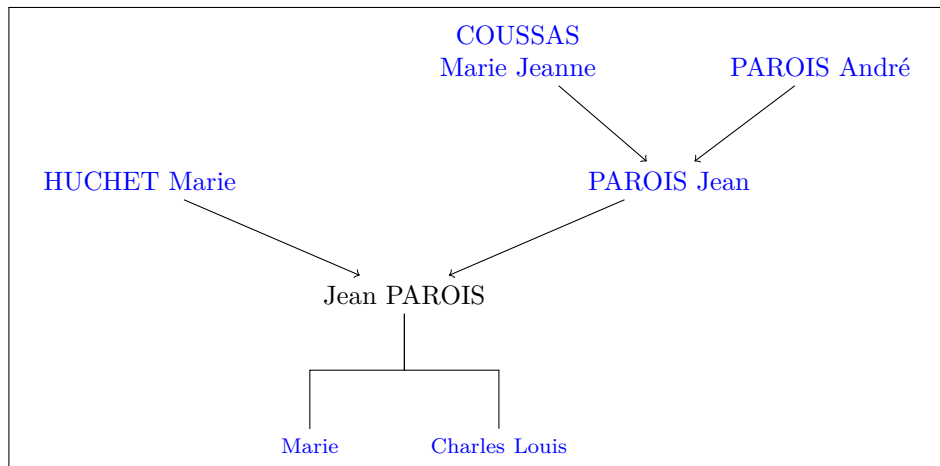 COUSSAS
Marie Jeanne
PAROIS André
HUCHET Marie
PAROIS Jean
Jean PAROIS
Marie
Charles Louis